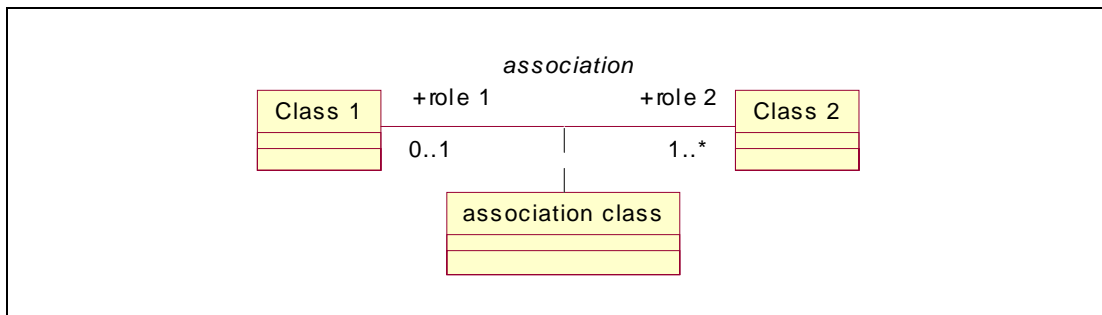 association
+role 1 +role 2
Class 1 Class 2
0..1 1..*
association class